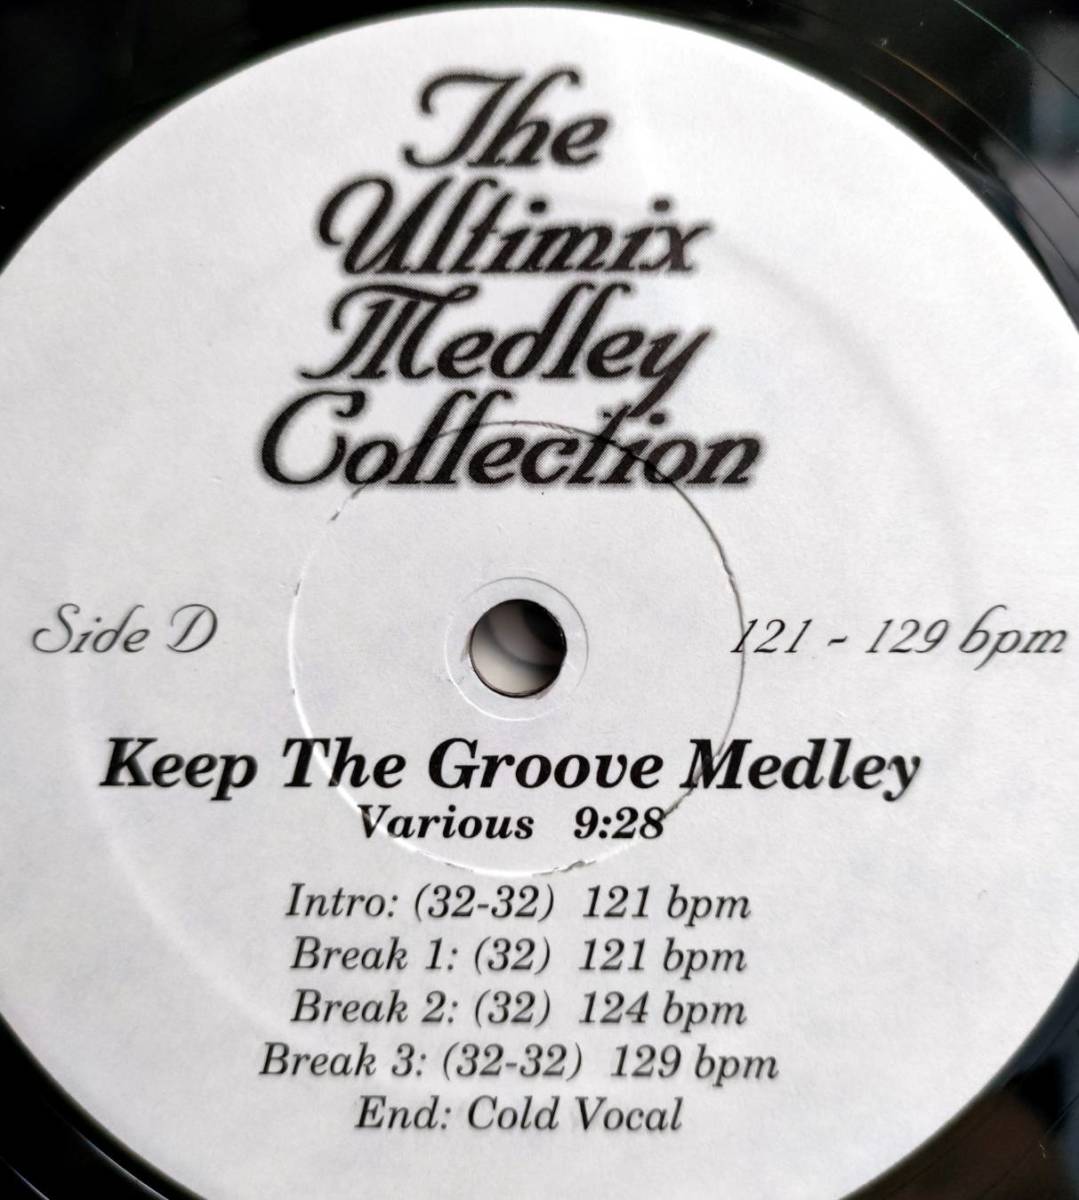 The
Ultimix
Medley
Collection
Side D
121 - 129 bpm
Keep The Groove Medley
Various 9:28
Intro: (32-32) 121 bpm
Break 1: (32) 121 bpm
Break 2: (32) 124 bpm
Break 3: (32-32) 129 bpm
End: Cold Vocal